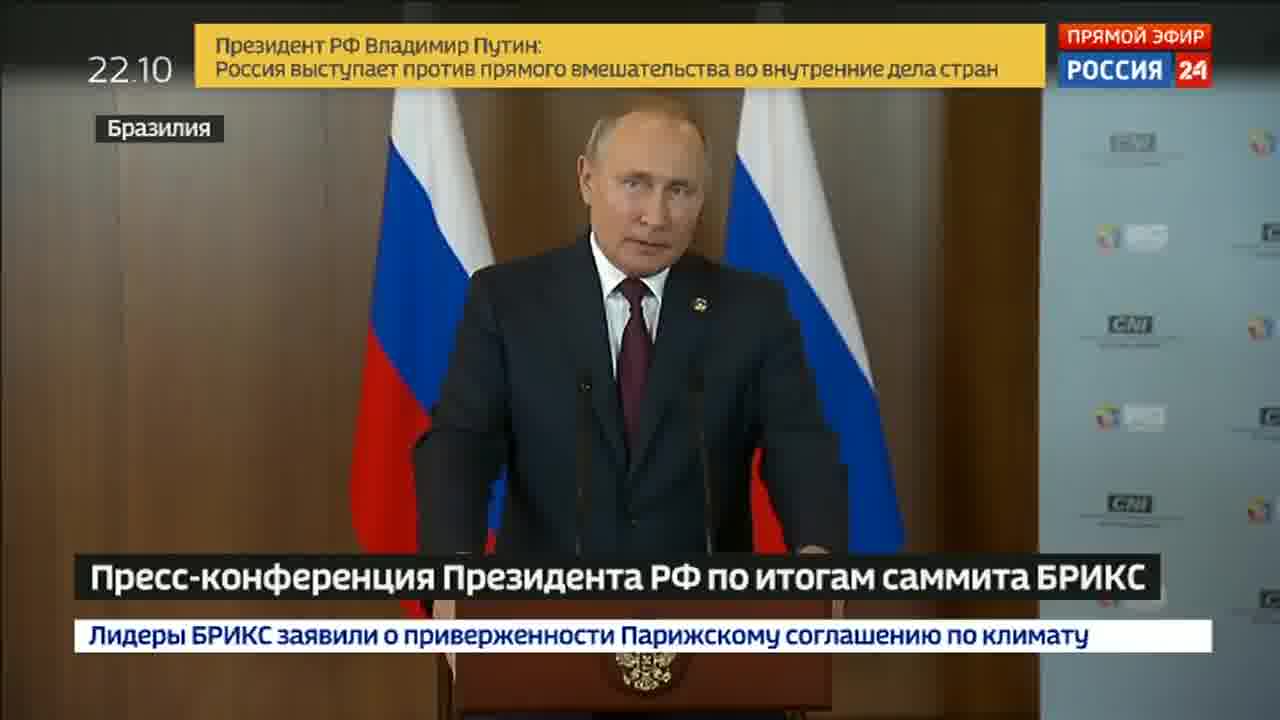 22.10
Президент РФ Владимир Путин:
Россия выступает против прямого вмешательства во внутренние дела стран
ПРЯМОЙ ЭФИР
РОССИЯ 24
Бразилия
CNI
CNI
CNI
Пресс-конференция Президента РФ по итогам саммита БРИКС
Лидеры БРИКС заявили о приверженности Парижскому соглашению по климату